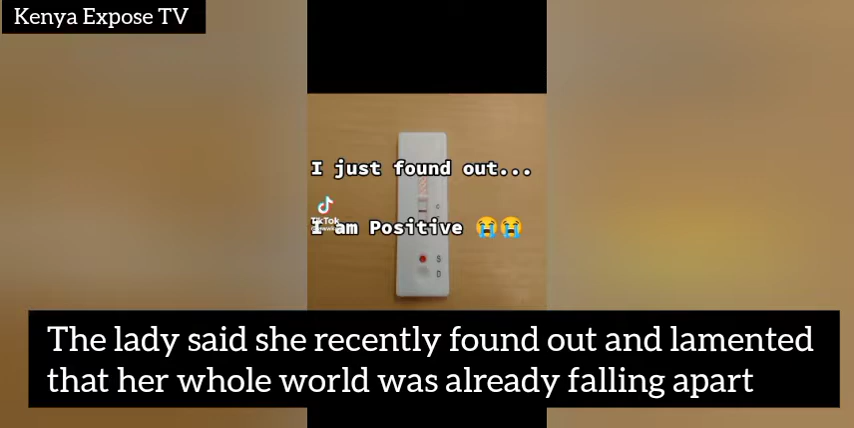 Kenya Expose TV
I just found out...
TikTok
I am Positive 😭😭
C
S
D
The lady said she recently found out and lamented
that her whole world was already falling apart